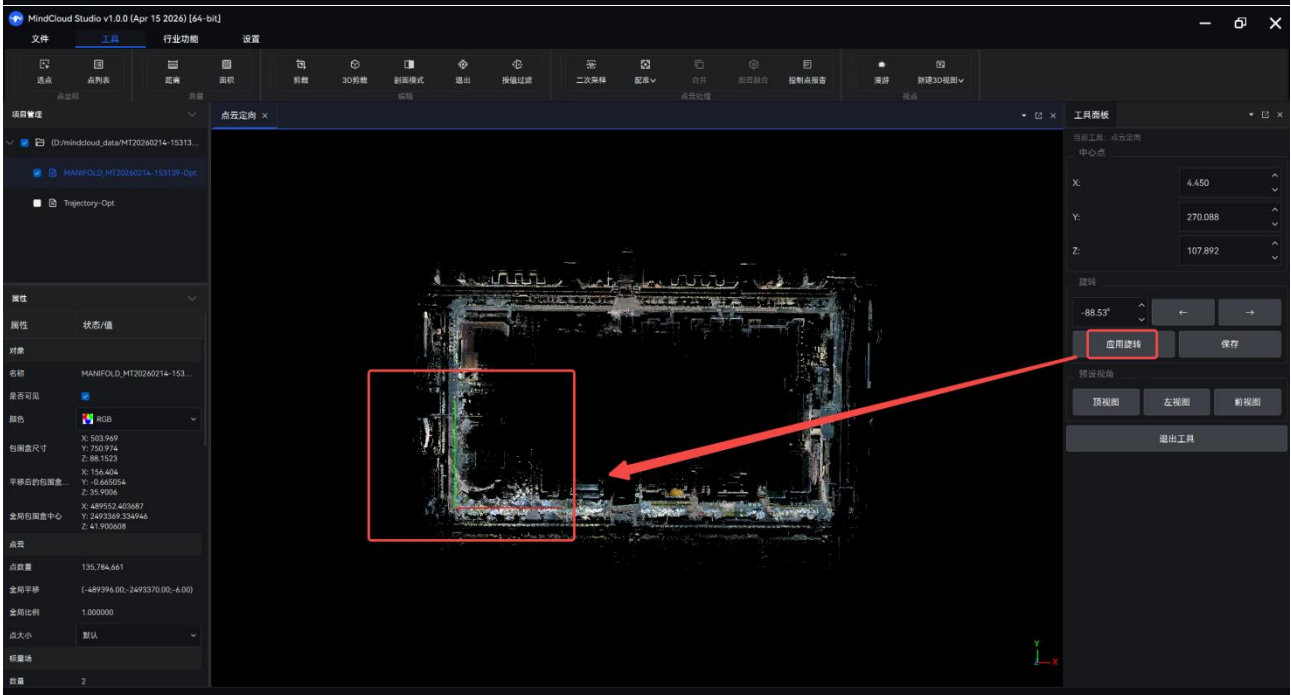 MindCloud Studio v1.0.0 (Apr 15 2026) [64-bit]
文件 工具 行业功能 设置
选点 点列表 距离 面积 剪裁 3D剪裁 剖面模式 退出 按值过滤 二次采样 配准 合并 图云融合 控制点报告 漫游 新建3D视图
点坐标 测量 编辑 点云处理 视点
项目管理
(D:/mindcloud_data/MT20260214-15313...
MANIFOLD_MT20260214-153139-Opt
Trajectory-Opt
属性
属性 状态/值
对象
名称 MANIFOLD_MT20260214-153...
是否可见
颜色 RGB
包围盒尺寸 X: 503.969
Y: 750.974
Z: 88.1523
平移后的包围盒... X: 156.404
Y: -0.665054
Z: 35.9006
全局包围盒中心 X: 489552.403687
Y: 2493369.334946
Z: 41.900608
点云
点数量 135,784,661
全局平移 (-489396.00;-2493370.00;-6.00)
全局比例 1.000000
点大小 默认
标量场
数量 2
点云定向 ×
Y
Z X
工具面板
当前工具: 点云定向
中心点
X: 4.450
Y: 270.088
Z: 107.892
旋转
-88.53° ← →
应用旋转 保存
预设视角
顶视图 左视图 前视图
退出工具